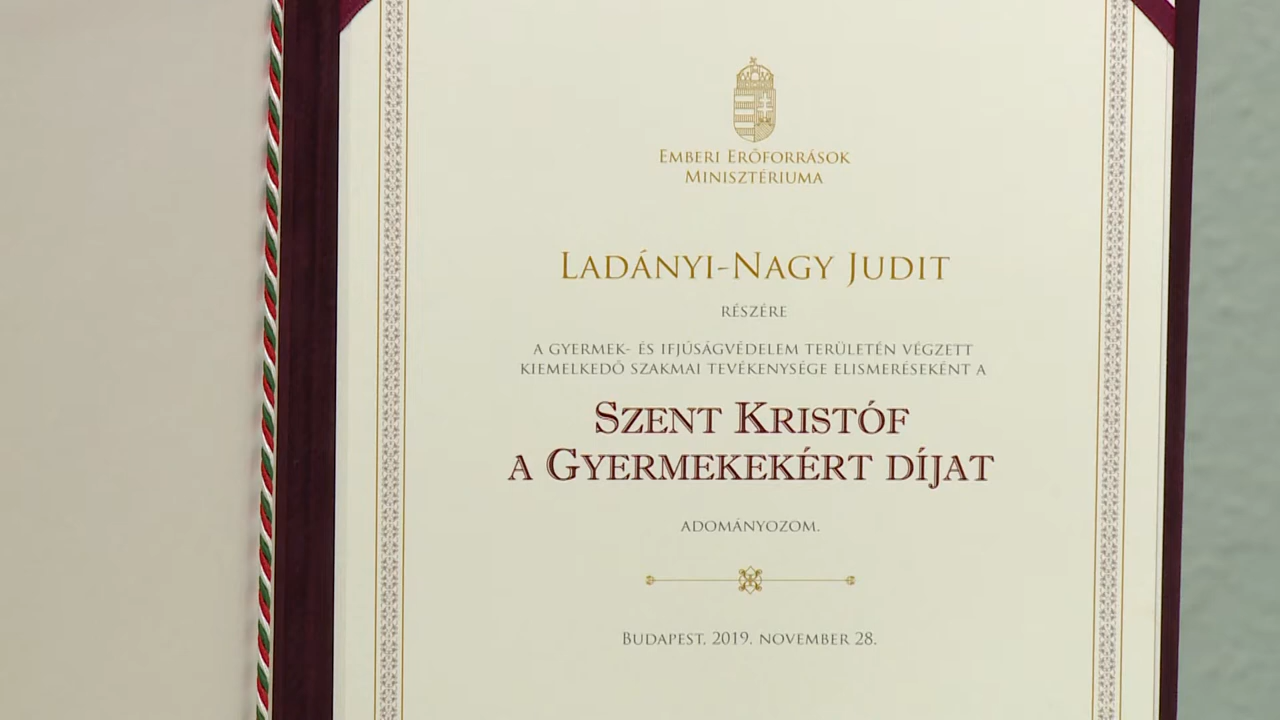 EMBERI ERŐFORRÁSOK
MINISZTÉRIUMA
LADÁNYI-NAGY JUDIT
RÉSZÉRE
A GYERMEK- ÉS IFJÚSÁGVÉDELEM TERÜLETÉN VÉGZETT
KIEMELKEDŐ SZAKMAI TEVÉKENYSÉGE ELISMERÉSEKÉNT A
SZENT KRISTÓF
A GYERMEKEKÉRT DÍJAT
ADOMÁNYOZOM.
BUDAPEST, 2019. NOVEMBER 28.